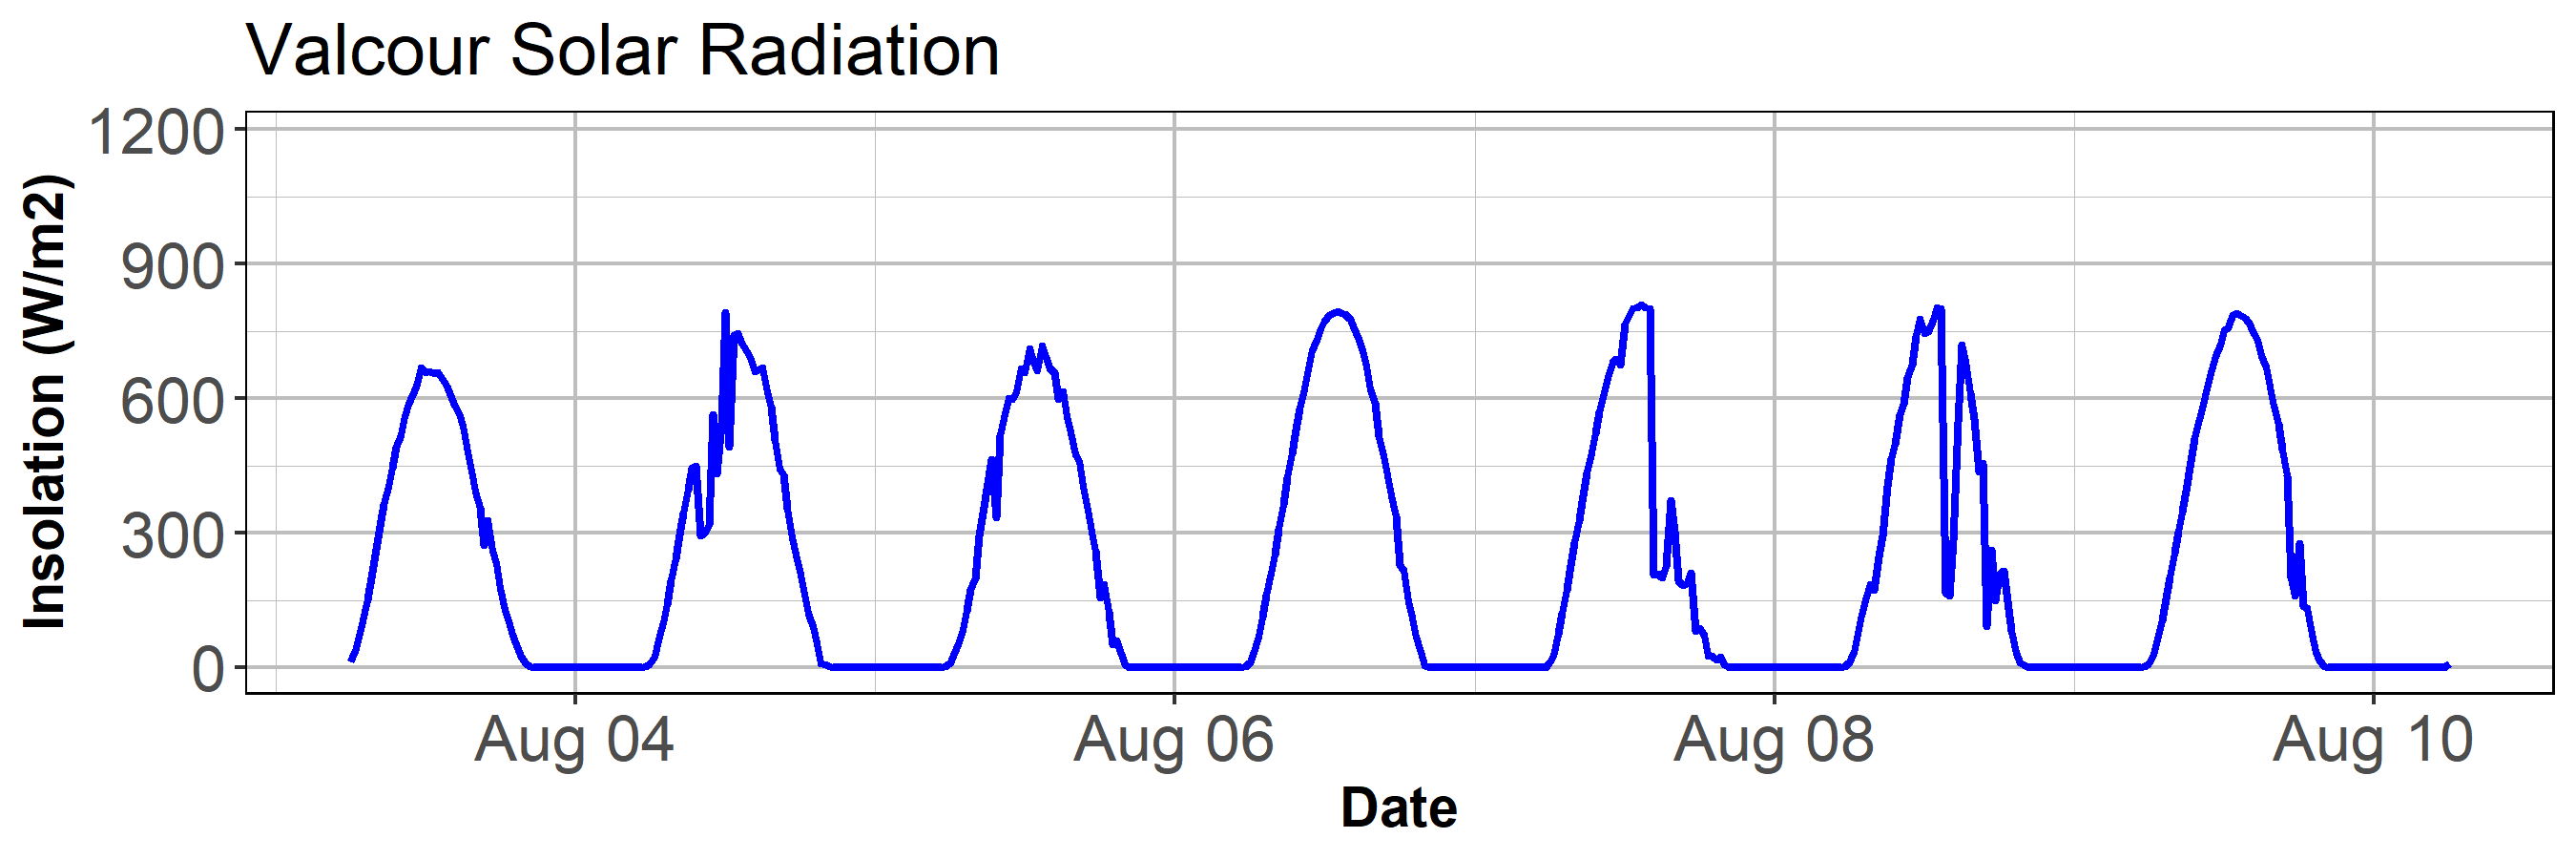 Valcour Solar Radiation
Insolation (W/m2)
1200
900
600
300
0
Aug 04
Aug 06
Aug 08
Aug 10
Date